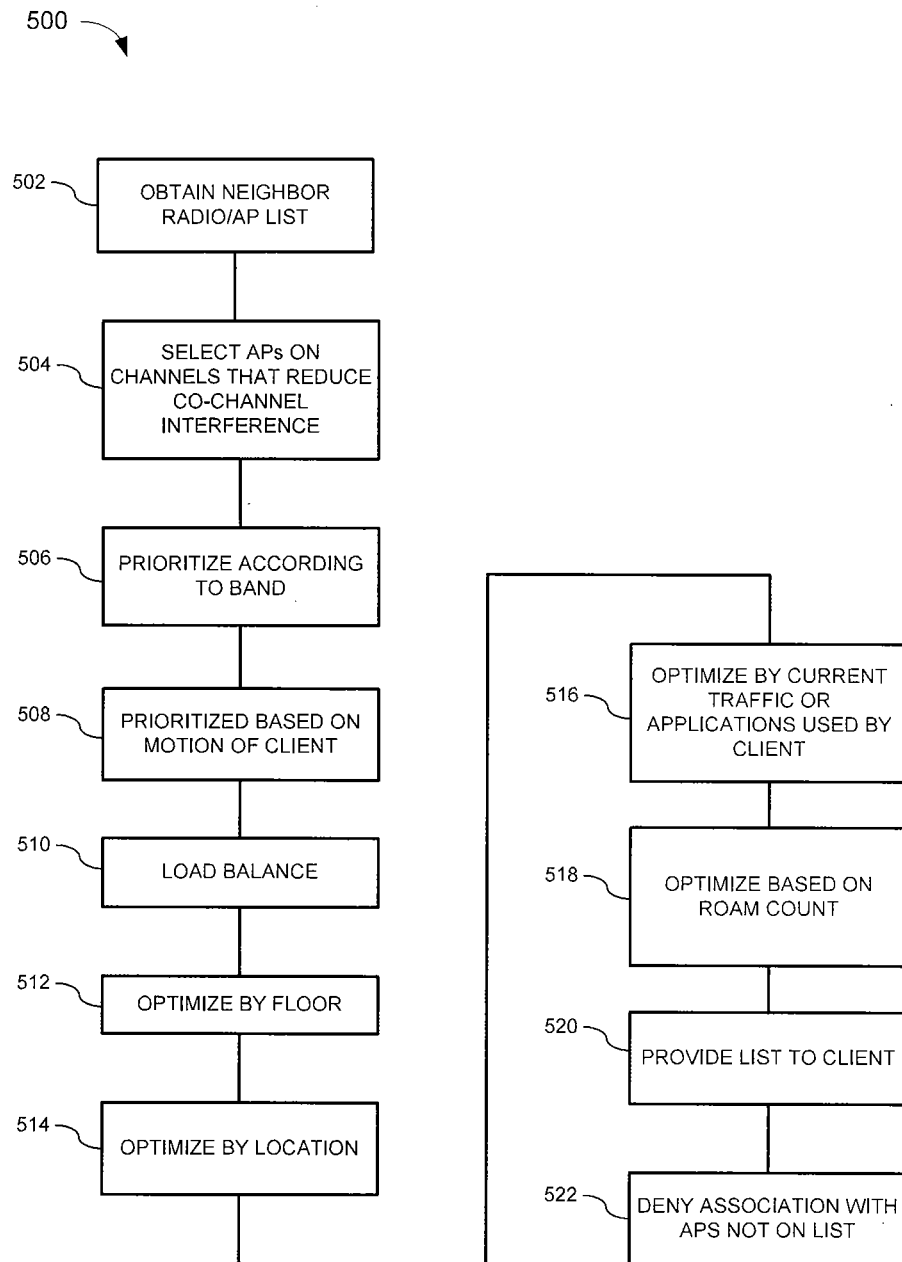 500
502
OBTAIN NEIGHBOR
RADIO/AP LIST
504
SELECT APs ON
CHANNELS THAT REDUCE
CO-CHANNEL
INTERFERENCE
506
PRIORITIZE ACCORDING
TO BAND
508
PRIORITIZED BASED ON
MOTION OF CLIENT
510
LOAD BALANCE
512
OPTIMIZE BY FLOOR
514
OPTIMIZE BY LOCATION
516
OPTIMIZE BY CURRENT
TRAFFIC OR
APPLICATIONS USED BY
CLIENT
518
OPTIMIZE BASED ON
ROAM COUNT
520
PROVIDE LIST TO CLIENT
522
DENY ASSOCIATION WITH
APS NOT ON LIST